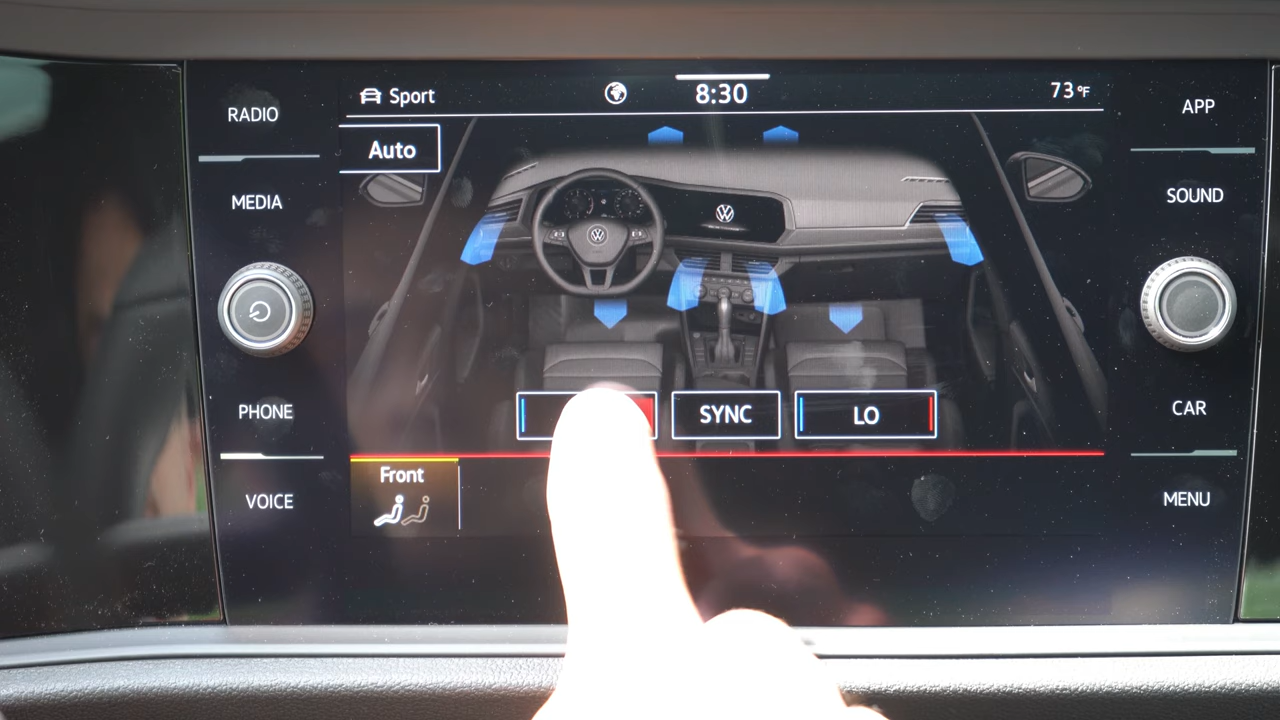 RADIO
MEDIA
PHONE
VOICE
Sport
8:30
73°F
Auto
SYNC
LO
Front
APP
SOUND
CAR
MENU